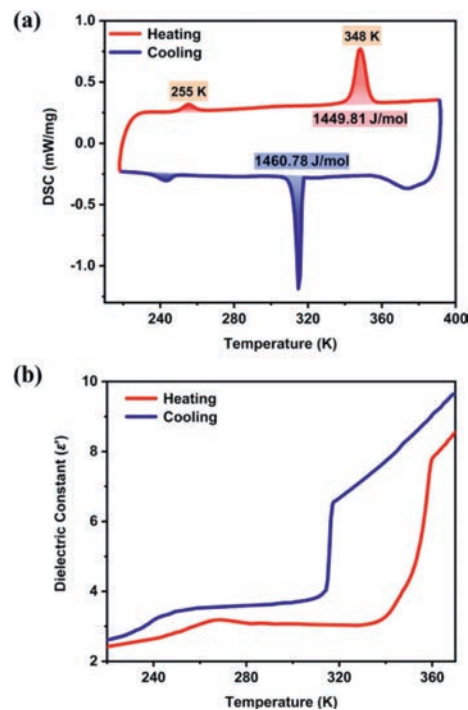 (a)
1.0
0.5
0.0
-0.5
-1.0
DSC (mW/mg)
Heating
Cooling
348 K
255 K
1449.81 J/mol
1460.78 J/mol
240
280
320
360
400
Temperature (K)
(b)
10
8
6
4
2
Dielectric Constant (ε')
Heating
Cooling
240
280
320
360
Temperature (K)